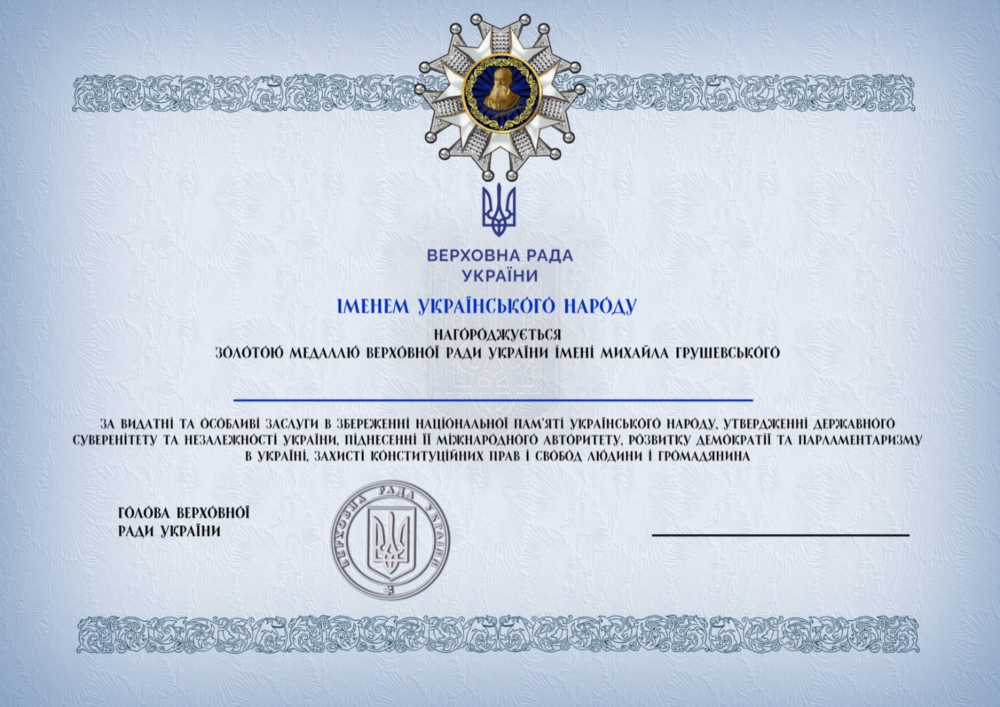 ВЕРХОВНА РАДА
УКРАЇНИ
ІМЕНЕМ УКРАЇНСЬКОГО НАРОДУ
НАГОРОДЖУЄТЬСЯ
ЗОЛОТОЮ МЕДАЛЛЮ ВЕРХОВНОЇ РАДИ УКРАЇНИ ІМЕНІ МИХАЙЛА ГРУШЕВСЬКОГО
ЗА ВИДАТНІ ТА ОСОБЛИВІ ЗАСЛУГИ В ЗБЕРЕЖЕННІ НАЦІОНАЛЬНОЇ ПАМ'ЯТІ УКРАЇНСЬКОГО НАРОДУ, УТВЕРДЖЕННІ ДЕРЖАВНОГО
СУВЕРЕНІТЕТУ ТА НЕЗАЛЕЖНОСТІ УКРАЇНИ, ПІДНЕСЕННІ ЇЇ МІЖНАРОДНОГО АВТОРИТЕТУ, РОЗВИТКУ ДЕМОКРАТІЇ ТА ПАРЛАМЕНТАРИЗМУ
В УКРАЇНІ, ЗАХИСТІ КОНСТИТУЦІЙНИХ ПРАВ І СВОБОД ЛЮДИНИ І ГРОМАДЯНИНА
ГОЛОВА ВЕРХОВНОЇ
РАДИ УКРАЇНИ
ВЕРХОВНА РАДА УКРАЇНИ